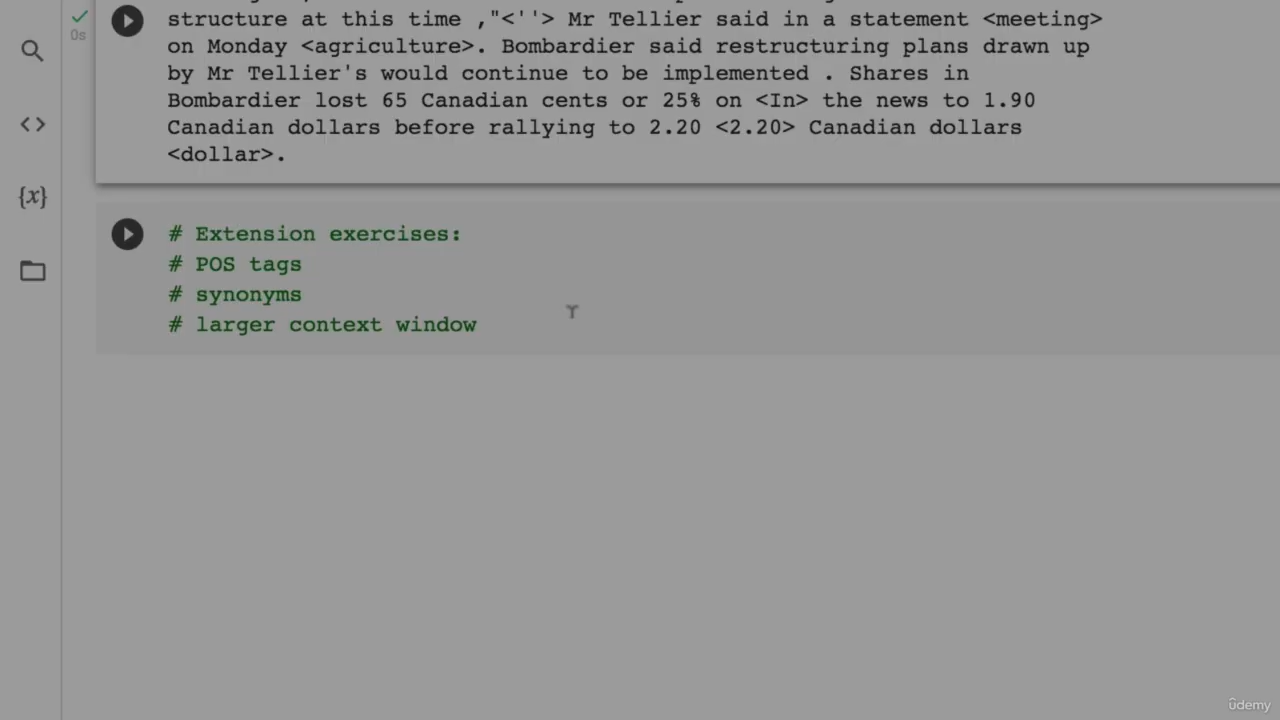 0s
structure at this time ,"<''> Mr Tellier said in a statement <meeting>
on Monday <agriculture>. Bombardier said restructuring plans drawn up
by Mr Tellier's would continue to be implemented . Shares in
Bombardier lost 65 Canadian cents or 25% on <In> the news to 1.90
Canadian dollars before rallying to 2.20 <2.20> Canadian dollars
<dollar>.
{x}
# Extension exercises:
# POS tags
# synonyms
# larger context window
ûdemy